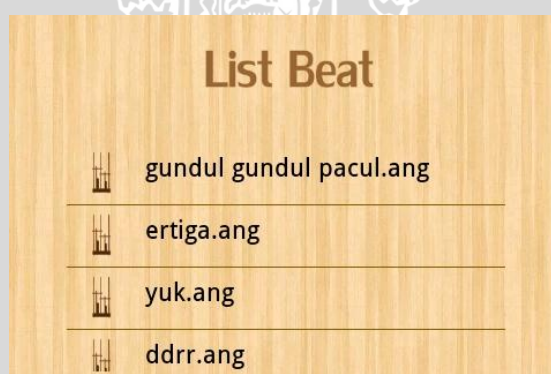 List Beat
gundul gundul pacul.ang
ertiga.ang
yuk.ang
ddrr.ang